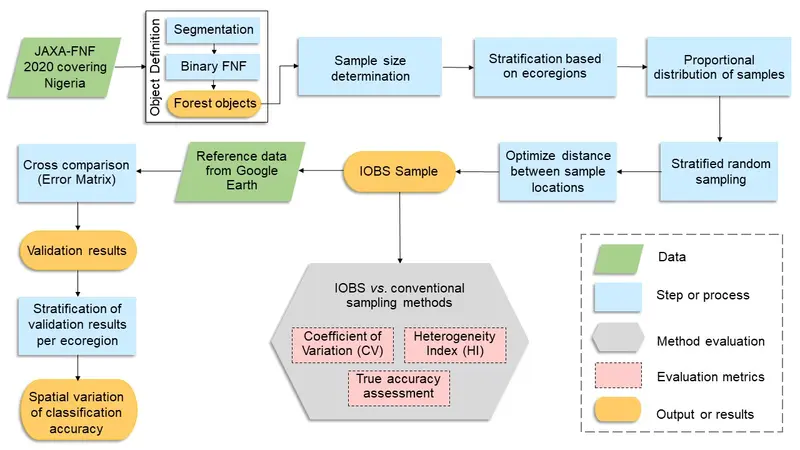 JAXA-FNF
2020 covering
Nigeria
Object Definition
Segmentation
Binary FNF
Forest objects
Sample size
determination
Stratification based
on ecoregions
Proportional
distribution of samples
Cross comparison
(Error Matrix)
Reference data
from Google
Earth
IOBS Sample
Optimize distance
between sample
locations
Stratified random
sampling
Validation results
Stratification of
validation results
per ecoregion
Spatial variation
of classification
accuracy
IOBS vs. conventional
sampling methods
Coefficient of
Variation (CV)
Heterogeneity
Index (HI)
True accuracy
assessment
Data
Step or process
Method evaluation
Evaluation metrics
Output or results